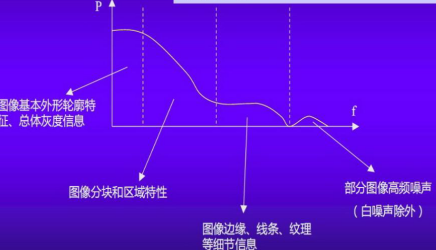 P
f
图像基本外形轮廓特
征、总体灰度信息
图像分块和区域特性
部分图像高频噪声
（白噪声除外）
图像边缘、线条、纹理
等细节信息